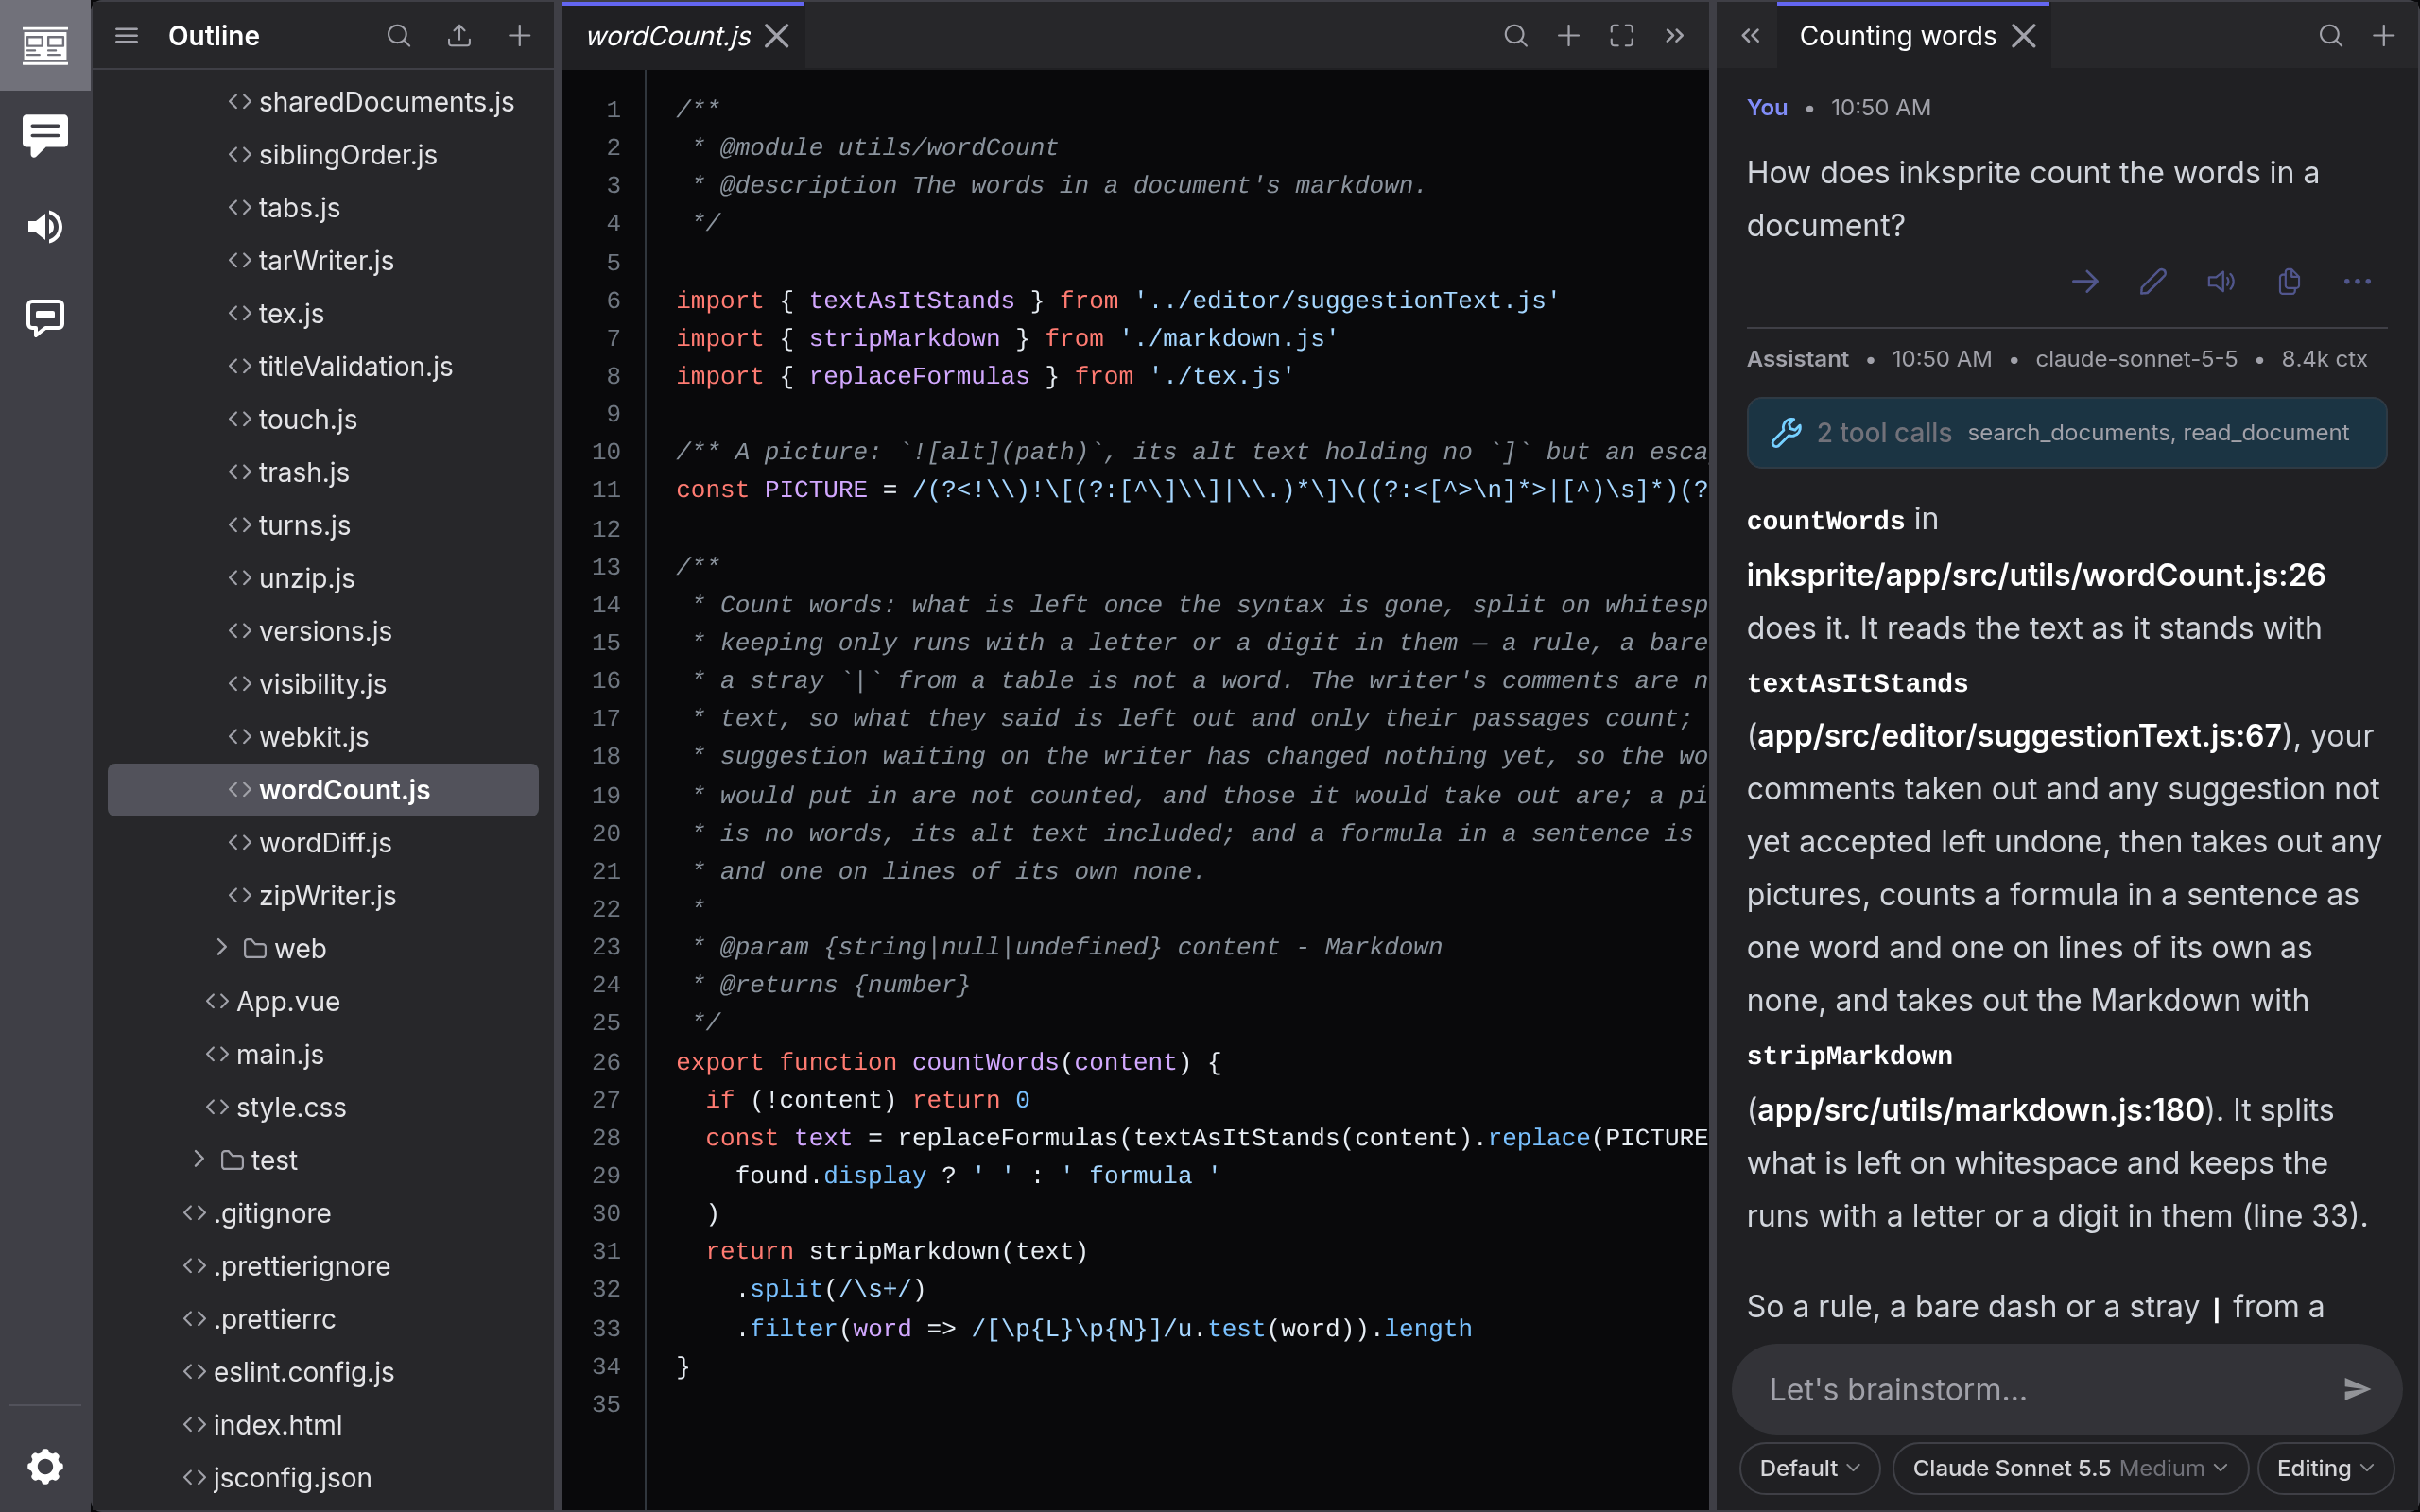 Outline
sharedDocuments.js
siblingOrder.js
tabs.js
tarWriter.js
tex.js
titleValidation.js
touch.js
trash.js
turns.js
unzip.js
versions.js
visibility.js
webkit.js
wordCount.js
wordDiff.js
zipWriter.js
web
App.vue
main.js
style.css
test
.gitignore
.prettierignore
.prettierrc
eslint.config.js
index.html
jsconfig.json
wordCount.js
1 /**
2  * @module utils/wordCount
3  * @description The words in a document's markdown.
4  */
5
6 import { textAsItStands } from '../editor/suggestionText.js'
7 import { stripMarkdown } from './markdown.js'
8 import { replaceFormulas } from './tex.js'
9
10 /** A picture: `![alt](path)`, its alt text holding no `]` but an esca
11 const PICTURE = /(?<!\\)!\[(?:[^\]\\]|\\.)*\]\((?:<[^>\n]*>|[^)\s]*)(?
12
13 /**
14  * Count words: what is left once the syntax is gone, split on whitesp
15  * keeping only runs with a letter or a digit in them — a rule, a bare
16  * a stray `|` from a table is not a word. The writer's comments are n
17  * text, so what they said is left out and only their passages count;
18  * suggestion waiting on the writer has changed nothing yet, so the wo
19  * would put in are not counted, and those it would take out are; a pi
20  * is no words, its alt text included; and a formula in a sentence is
21  * and one on lines of its own none.
22  *
23  * @param {string|null|undefined} content - Markdown
24  * @returns {number}
25  */
26 export function countWords(content) {
27   if (!content) return 0
28   const text = replaceFormulas(textAsItStands(content).replace(PICTURE
29     found.display ? ' ' : ' formula '
30   )
31   return stripMarkdown(text)
32     .split(/\s+/)
33     .filter(word => /[\p{L}\p{N}]/u.test(word)).length
34 }
35
Counting words
You • 10:50 AM
How does inksprite count the words in a
document?
Assistant • 10:50 AM • claude-sonnet-5-5 • 8.4k ctx
2 tool calls search_documents, read_document
countWords in
inksprite/app/src/utils/wordCount.js:26
does it. It reads the text as it stands with
textAsItStands
(app/src/editor/suggestionText.js:67), your
comments taken out and any suggestion not
yet accepted left undone, then takes out any
pictures, counts a formula in a sentence as
one word and one on lines of its own as
none, and takes out the Markdown with
stripMarkdown
(app/src/utils/markdown.js:180). It splits
what is left on whitespace and keeps the
runs with a letter or a digit in them (line 33).
So a rule, a bare dash or a stray | from a
Let's brainstorm...
Default
Claude Sonnet 5.5 Medium
Editing